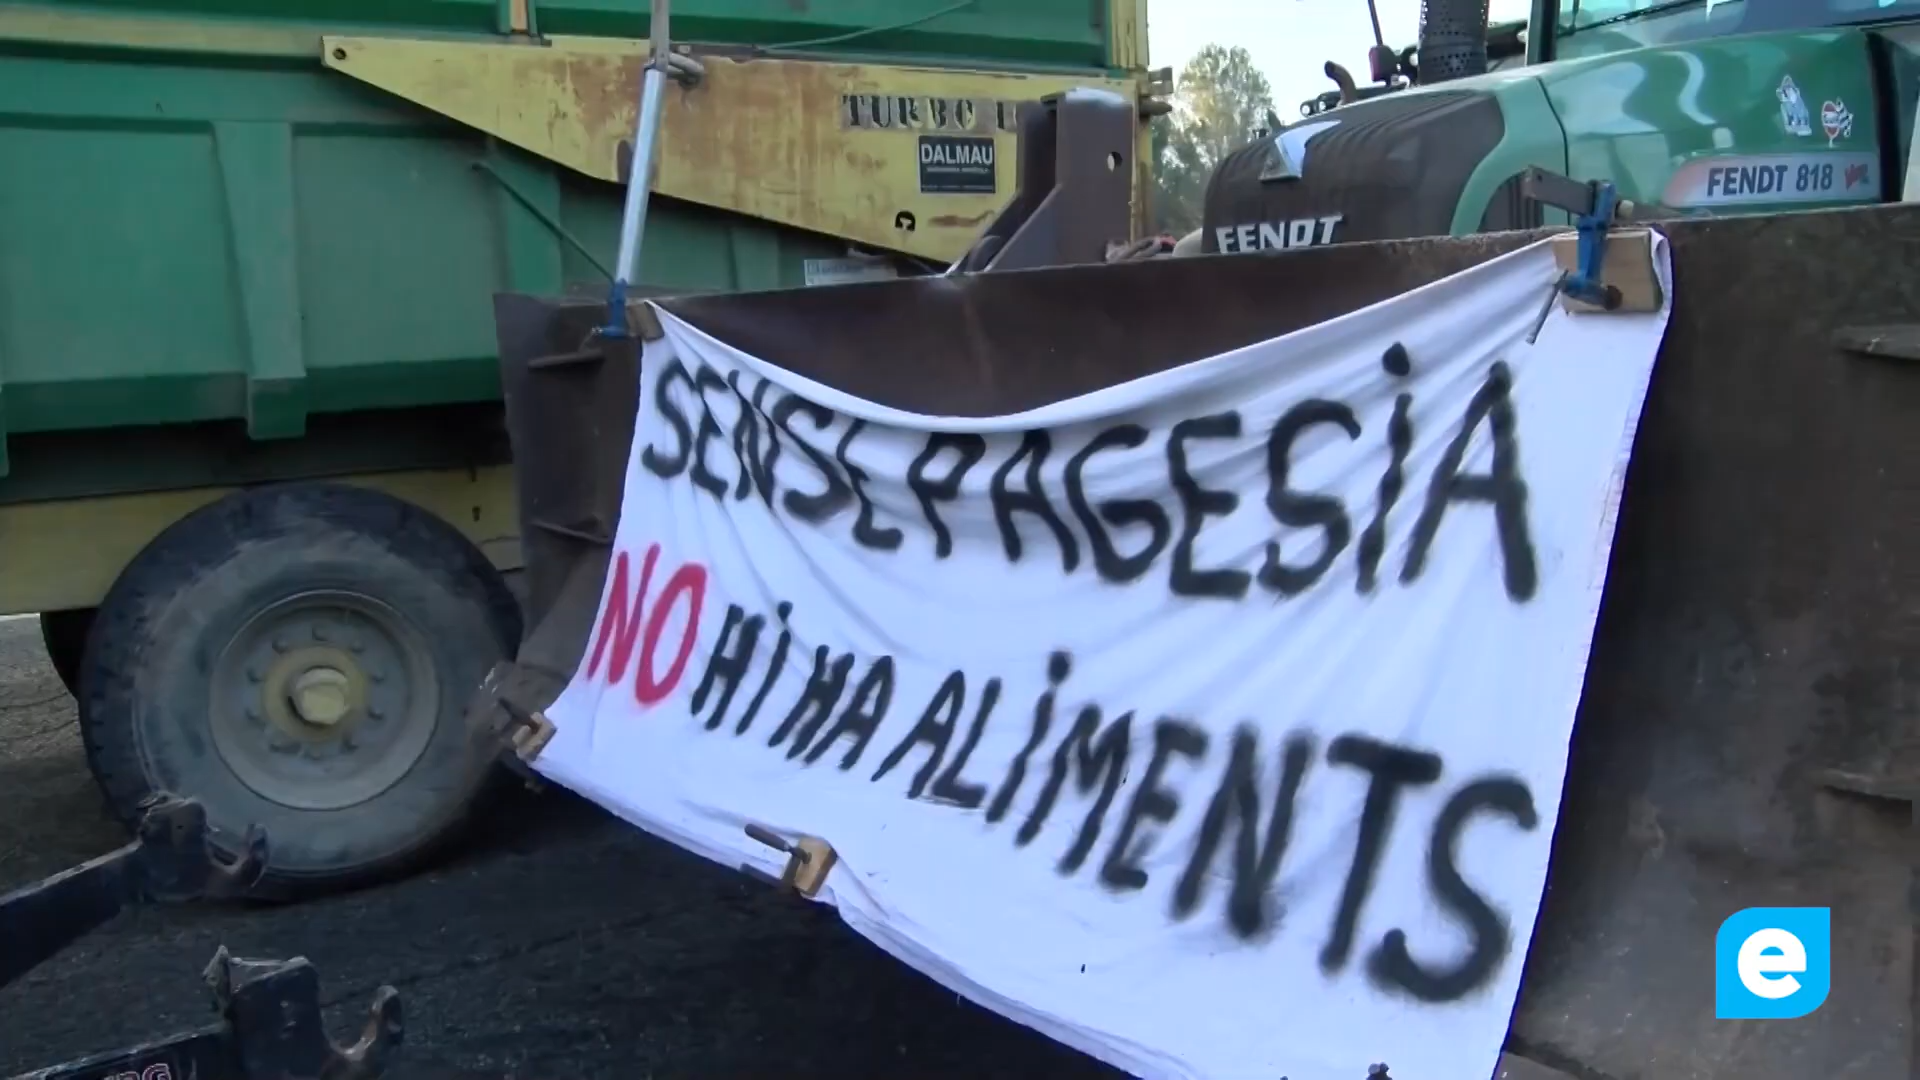 TURBO
DALMAU
FENDT 818
FENDT
SENSE PAGESIA
NO HI HA ALIMENTS
e